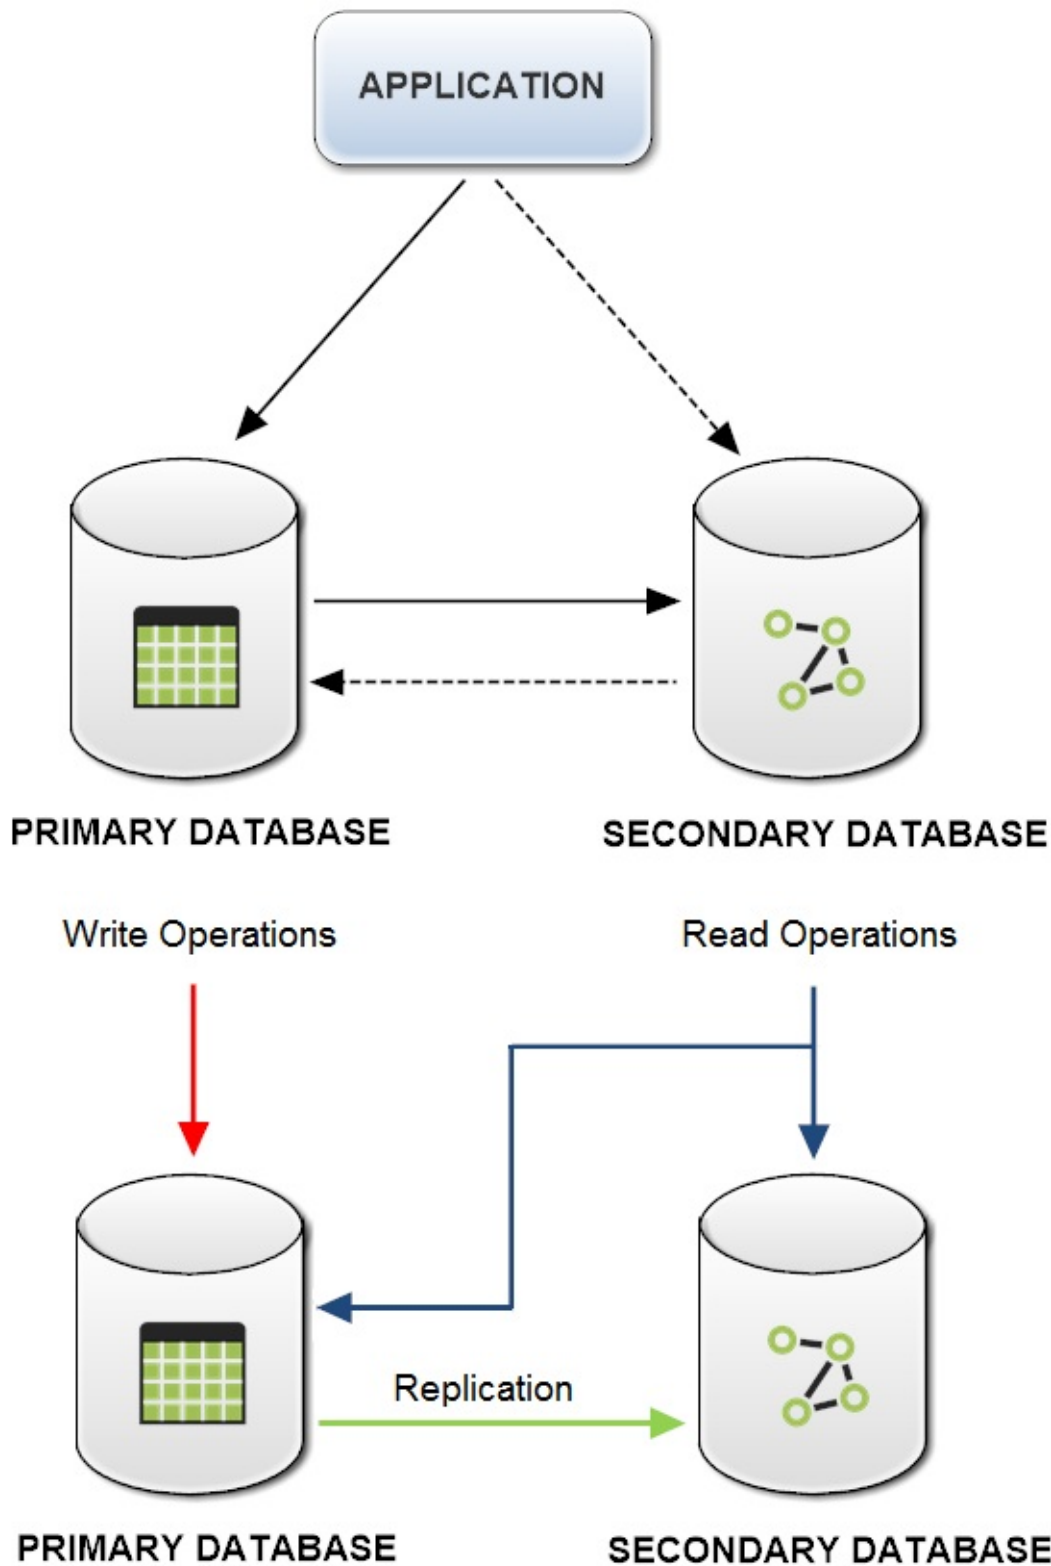 APPLICATION
PRIMARY DATABASE
SECONDARY DATABASE
Write Operations
Read Operations
Replication
PRIMARY DATABASE
SECONDARY DATABASE